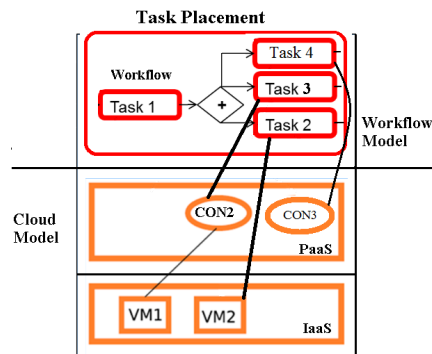 Task Placement
Workflow
Task 4
Task 3
Task 1
+
Task 2
Workflow
Model
Cloud
Model
CON2
CON3
PaaS
VM1
VM2
IaaS